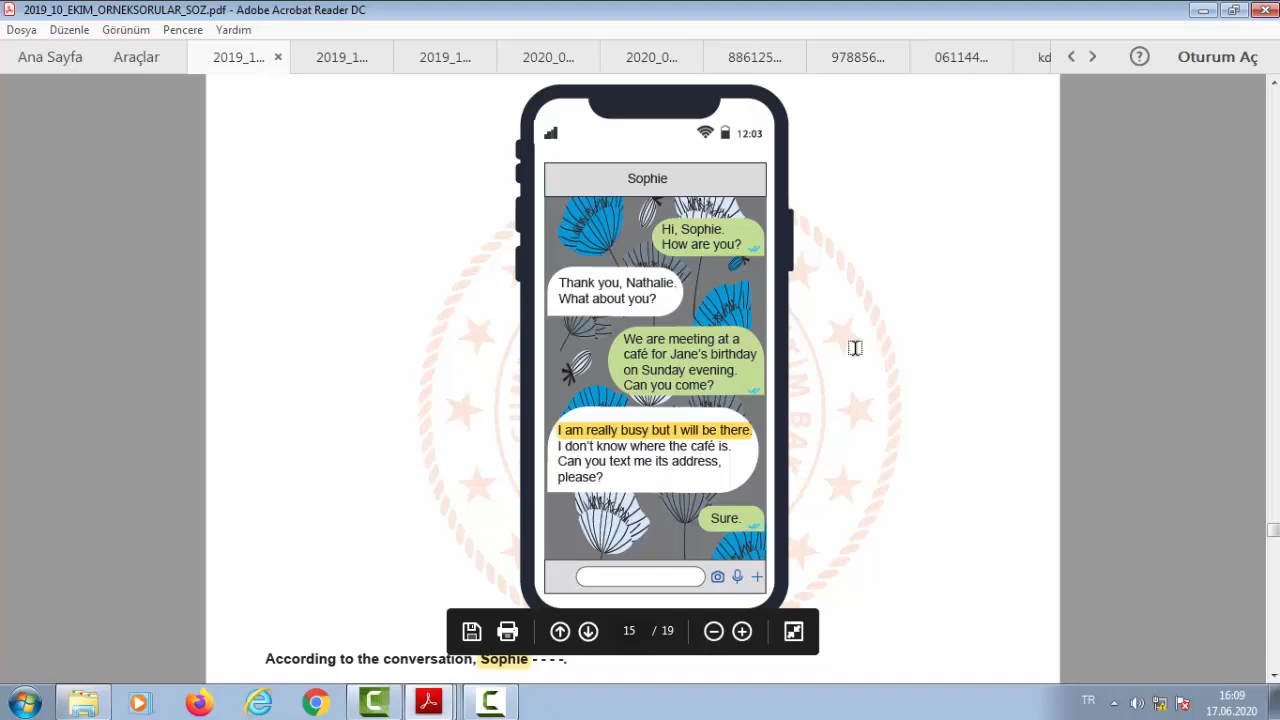 2019_10_EKIM_ORNEKSORULAR_SOZ.pdf - Adobe Acrobat Reader DC
Dosya Düzenle Görünüm Pencere Yardım
Ana Sayfa Araçlar 2019_1... × 2019_1... 2019_1... 2020_0... 2020_0... 886125... 978856... 061144... kd Oturum Aç
12:03
Sophie
Hi, Sophie.
How are you?
Thank you, Nathalie.
What about you?
We are meeting at a
café for Jane's birthday
on Sunday evening.
Can you come?
I am really busy but I will be there.
I don't know where the café is.
Can you text me its address,
please?
Sure.
15 / 19
According to the conversation, Sophie - - - -.
TR 16:09
17.06.2020